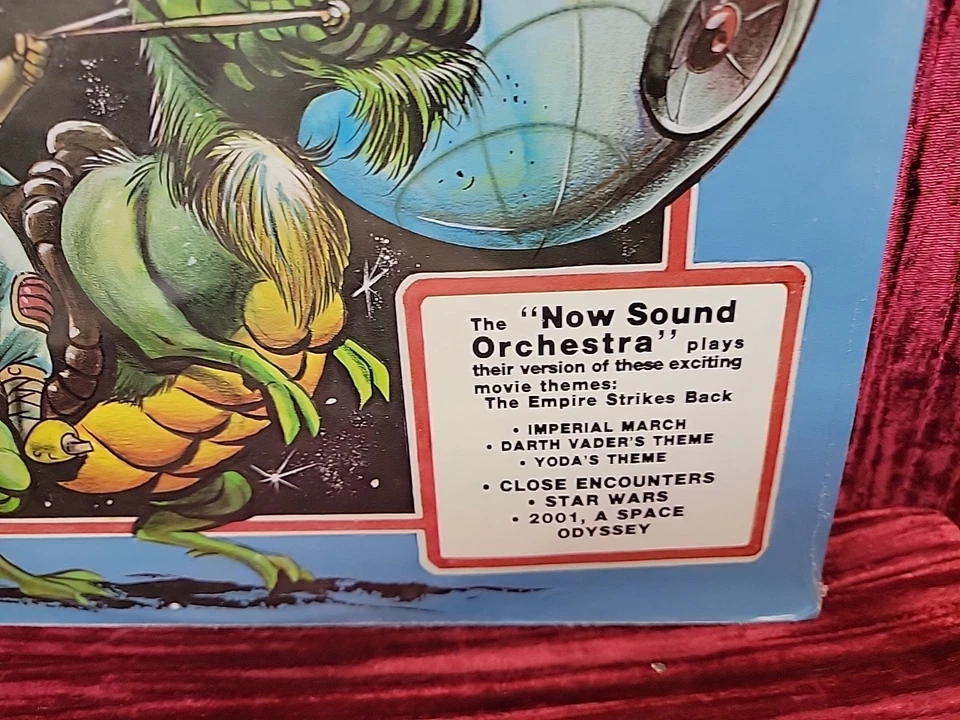 The "Now Sound
Orchestra" plays
their version of these exciting
movie themes:
The Empire Strikes Back
• IMPERIAL MARCH
• DARTH VADER'S THEME
• YODA'S THEME
• CLOSE ENCOUNTERS
• STAR WARS
• 2001, A SPACE
ODYSSEY